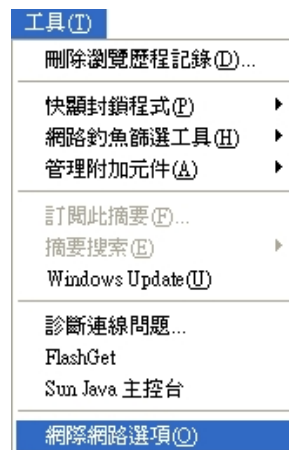 工具(T)
刪除瀏覽歷程記錄(D)...
快顯封鎖程式(P)
網路釣魚篩選工具(H)
管理附加元件(A)
訂閱此摘要(F)...
摘要搜索(E)
Windows Update(U)
診斷連線問題...
FlashGet
Sun Java 主控台
網際網路選項(O)